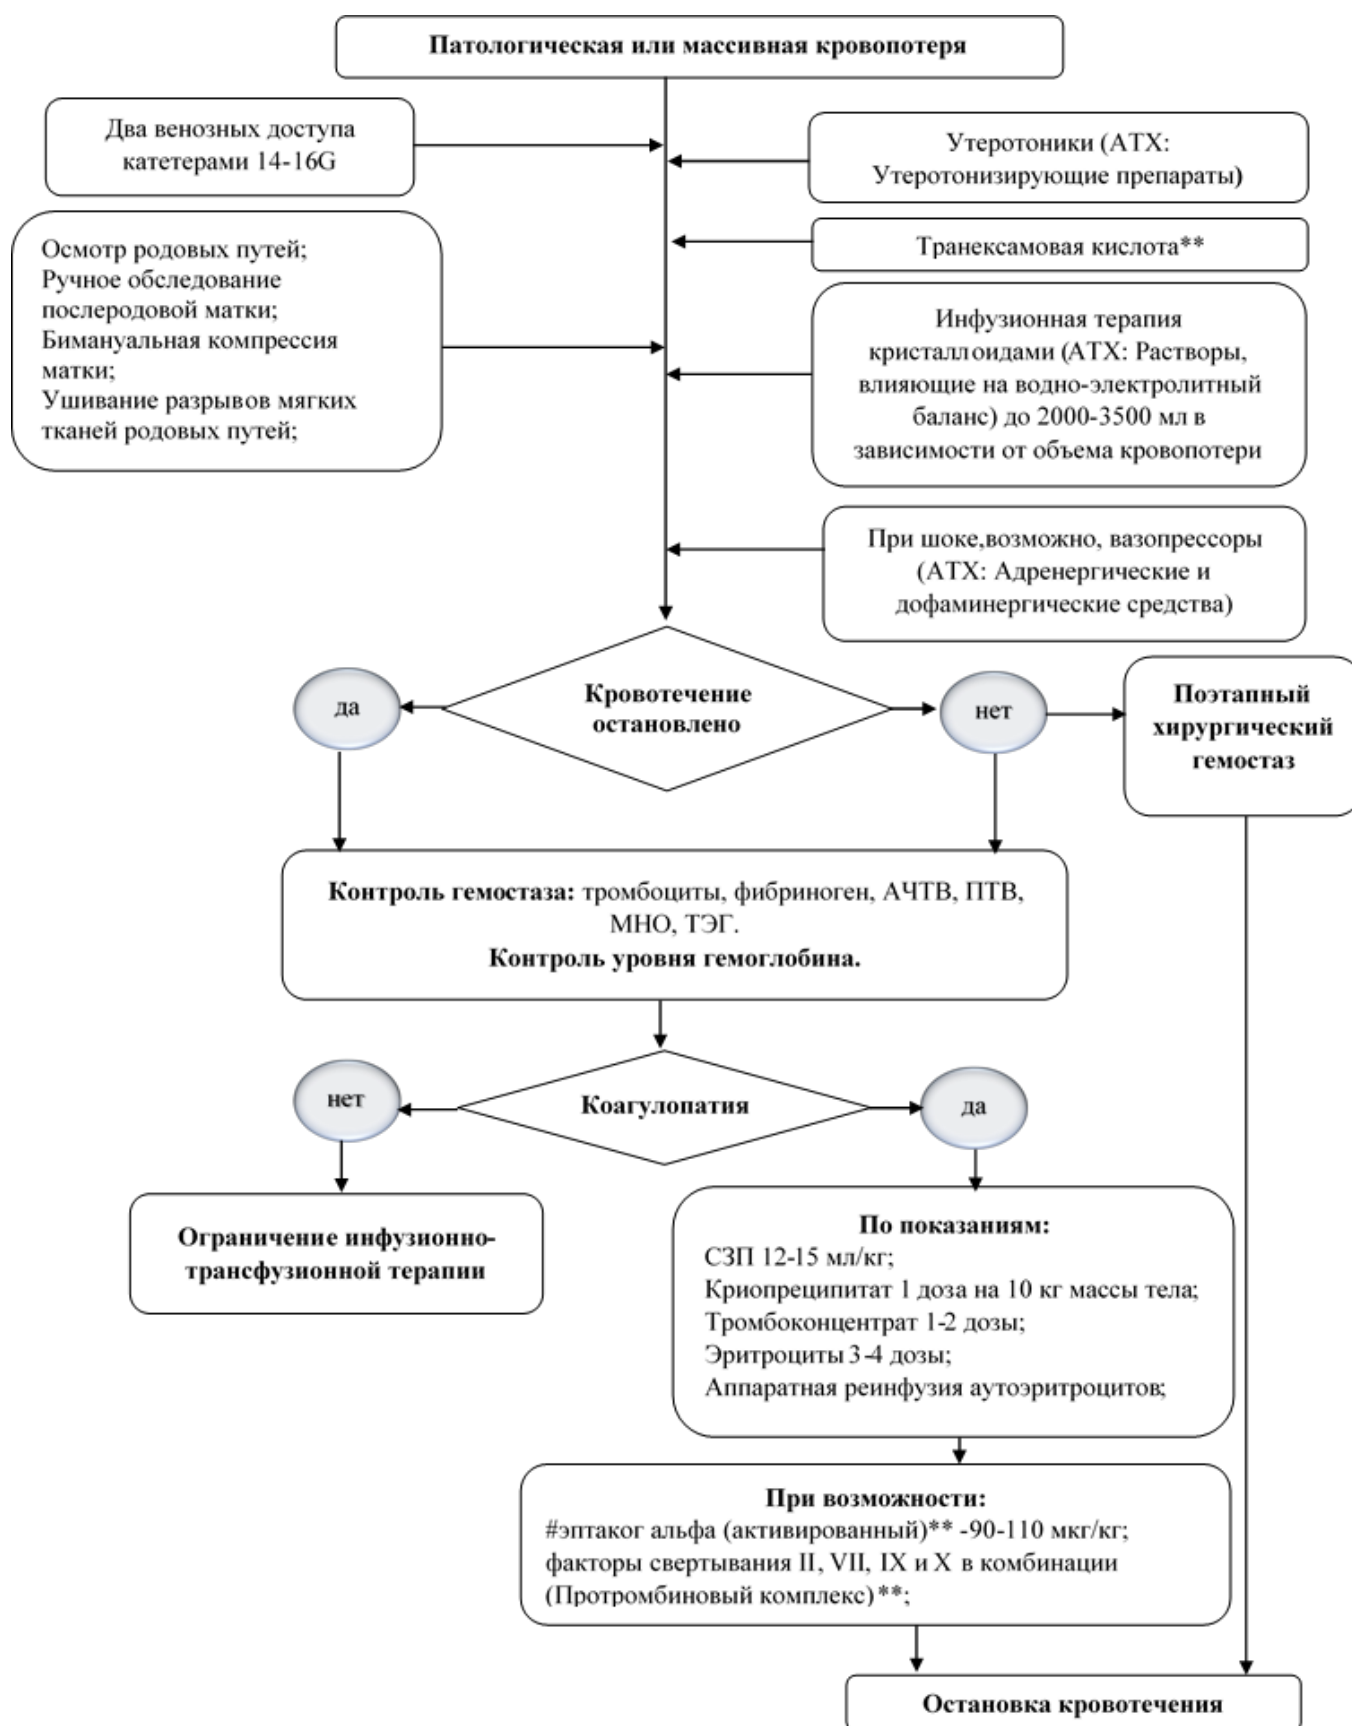 Патологическая или массивная кровопотеря
Два венозных доступа
катетерами 14-16G
Утеротоники (АТХ:
Утеротонизирующие препараты)
Осмотр родовых путей;
Ручное обследование
послеродовой матки;
Бимануальная компрессия
матки;
Ушивание разрывов мягких
тканей родовых путей;
Транексамовая кислота**
Инфузионная терапия
кристаллоидами (АТХ: Растворы,
влияющие на водно-электролитный
баланс) до 2000-3500 мл в
зависимости от объема кровопотери
При шоке,возможно, вазопрессоры
(АТХ: Адренергические и
дофаминергические средства)
Кровотечение
остановлено
да
нет
Поэтапный
хирургический
гемостаз
Контроль гемостаза: тромбоциты, фибриноген, АЧТВ, ПТВ,
МНО, ТЭГ.
Контроль уровня гемоглобина.
Коагулопатия
нет
да
Ограничение инфузионно-
трансфузионной терапии
По показаниям:
СЗП 12-15 мл/кг;
Криопреципитат 1 доза на 10 кг массы тела;
Тромбоконцентрат 1-2 дозы;
Эритроциты 3-4 дозы;
Аппаратная реинфузия аутоэритроцитов;
При возможности:
#эптаког альфа (активированный)** -90-110 мкг/кг;
факторы свертывания II, VII, IX и X в комбинации
(Протромбиновый комплекс)**;
Остановка кровотечения